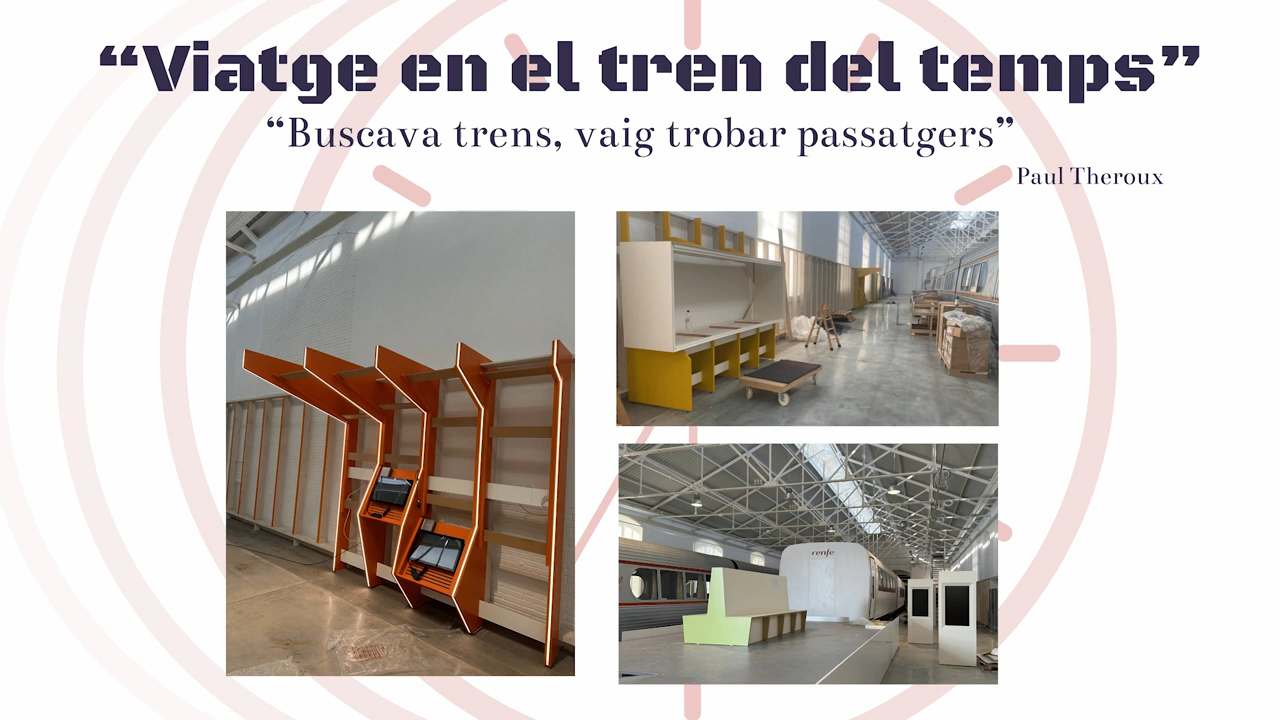 “Viatge en el tren del temps”
“Buscava trens, vaig trobar passatgers”
Paul Theroux
renfe